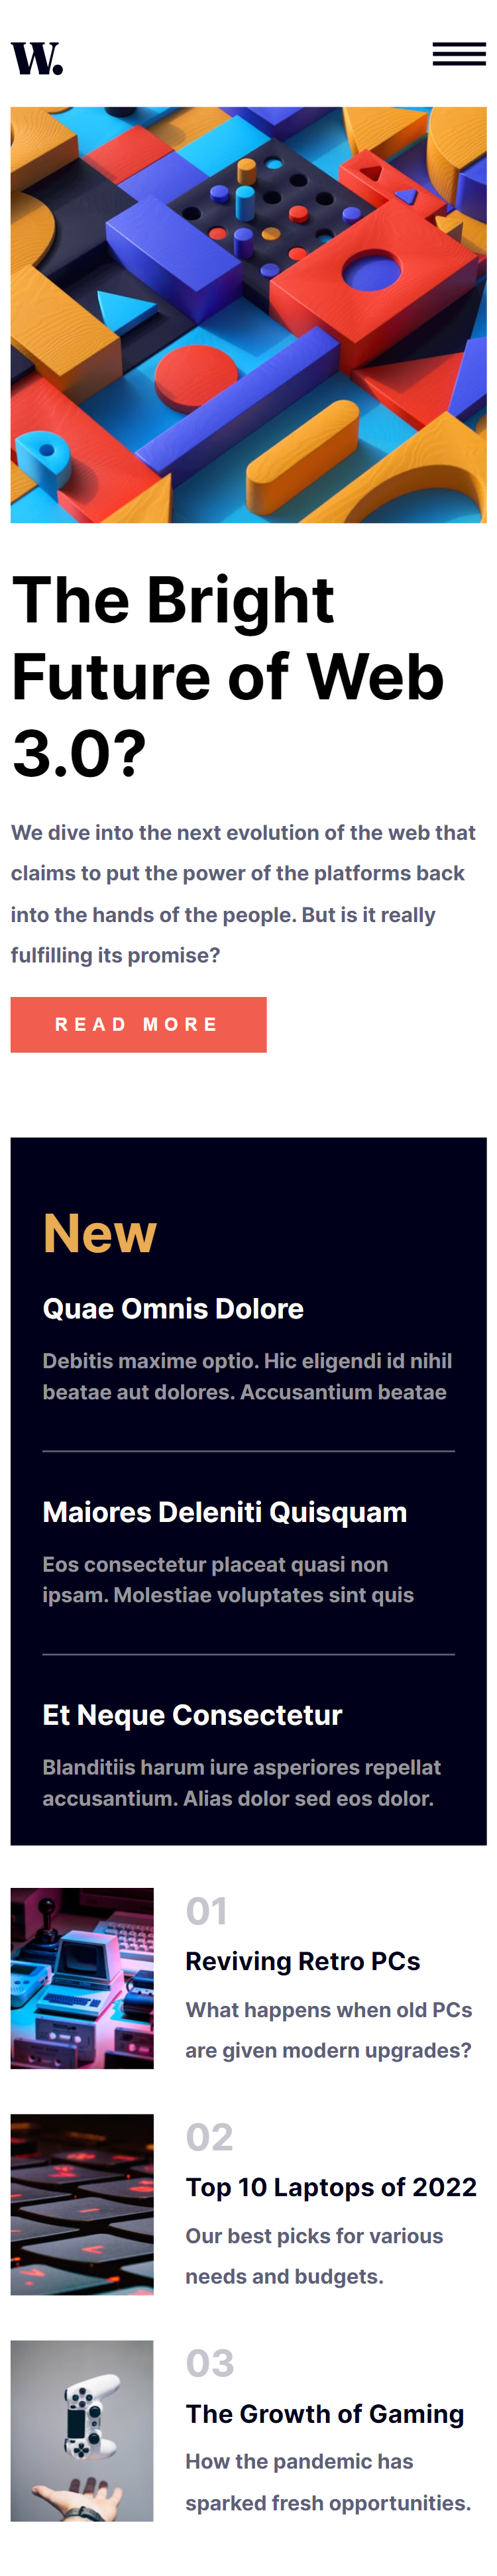 W.
The Bright
Future of Web
3.0?
We dive into the next evolution of the web that
claims to put the power of the platforms back
into the hands of the people. But is it really
fulfilling its promise?
READ MORE
New
Quae Omnis Dolore
Debitis maxime optio. Hic eligendi id nihil
beatae aut dolores. Accusantium beatae
Maiores Deleniti Quisquam
Eos consectetur placeat quasi non
ipsam. Molestiae voluptates sint quis
Et Neque Consectetur
Blanditiis harum iure asperiores repellat
accusantium. Alias dolor sed eos dolor.
01
Reviving Retro PCs
What happens when old PCs
are given modern upgrades?
02
Top 10 Laptops of 2022
Our best picks for various
needs and budgets.
03
The Growth of Gaming
How the pandemic has
sparked fresh opportunities.